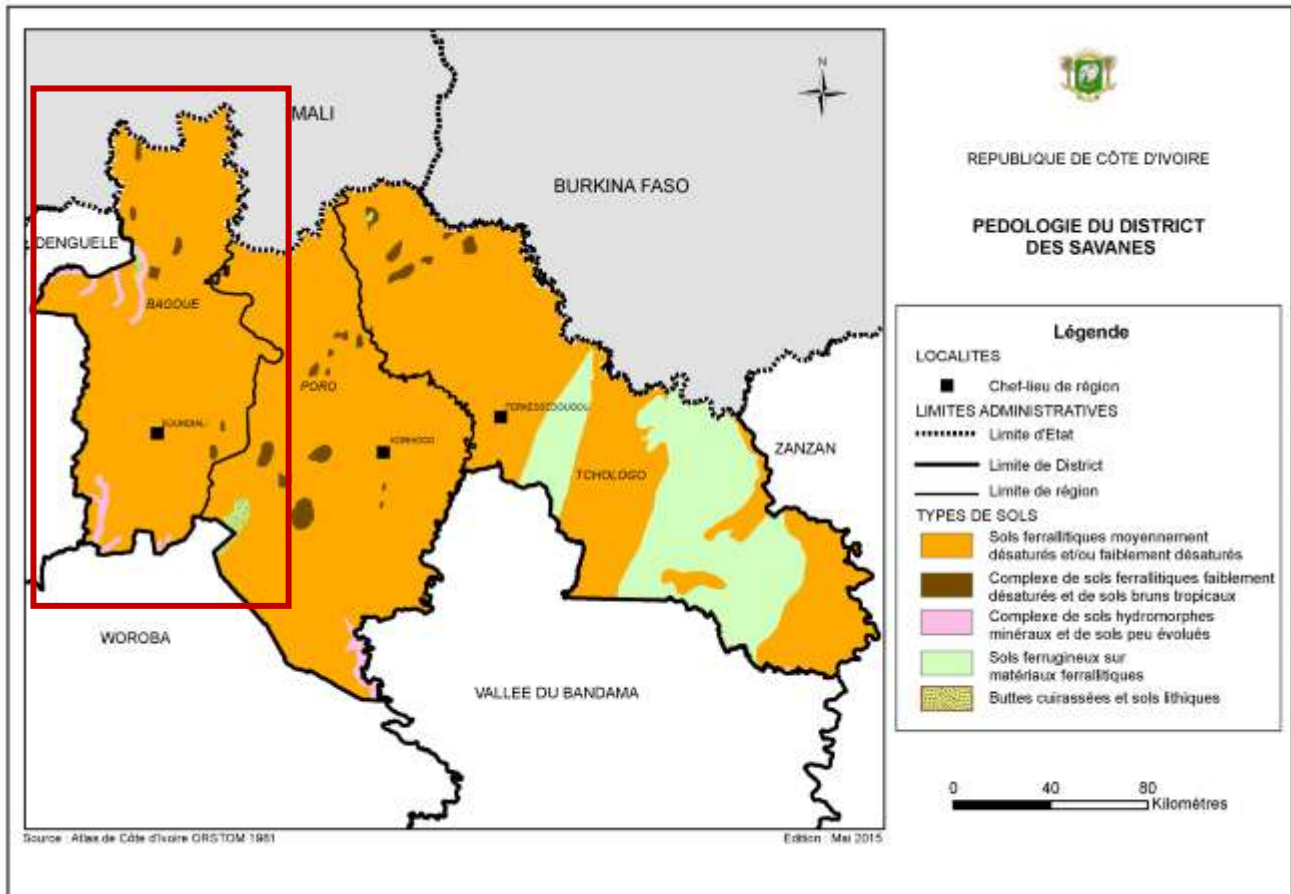 MALI
N
BURKINA FASO
DENGUELE
BAGOUE
PORO
TCHOLOGO
ZANZAN
WOROBA
VALLEE DU BANDAMA
REPUBLIQUE DE CÔTE D'IVOIRE
PEDOLOGIE DU DISTRICT
DES SAVANES
Légende
LOCALITES
Chef-lieu de région
LIMITES ADMINISTRATIVES
Limite d'Etat
Limite de District
Limite de région
TYPES DE SOLS
Sols ferrallitiques moyennement
désaturés et/ou faiblement désaturés
Complexe de sols ferrallitiques faiblement
désaturés et de sols bruns tropicaux
Complexe de sols hydromorphes
minéraux et de sols peu évolués
Sols ferrugineux sur
matériaux ferrallitiques
Buttes cuirassées et sols lithiques
0 40 80
Kilométres
Source : Atlas de Côte d'Ivoire ORSTOM 1981
Edition : Mai 2015